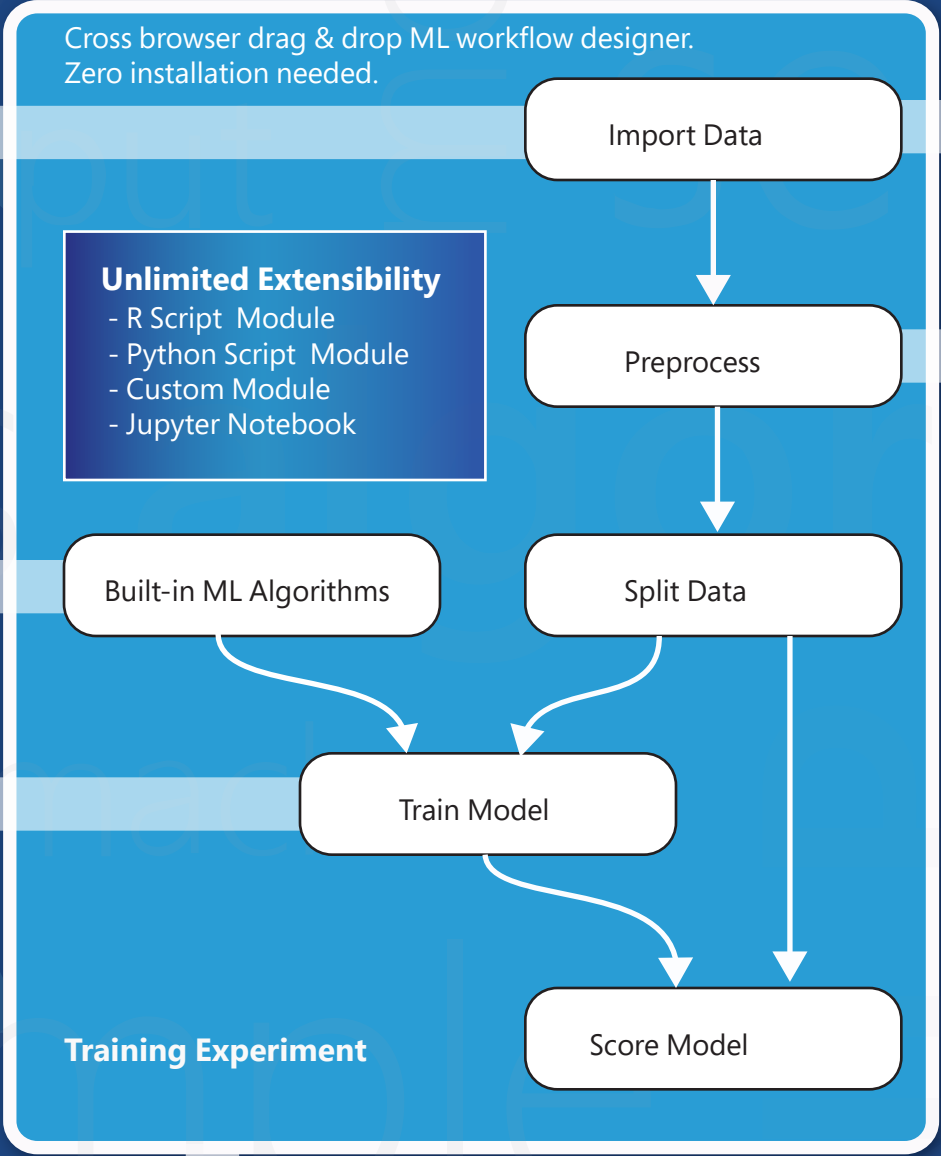 Cross browser drag & drop ML workflow designer.
Zero installation needed.
Import Data
Unlimited Extensibility
- R Script Module
- Python Script Module
- Custom Module
- Jupyter Notebook
Preprocess
Built-in ML Algorithms
Split Data
Train Model
Score Model
Training Experiment